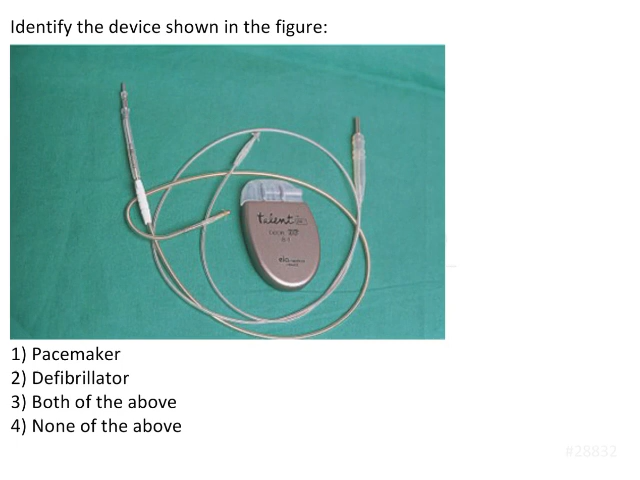 Identify the device shown in the figure:
talent
ela
1) Pacemaker
2) Defibrillator
3) Both of the above
4) None of the above
#28832